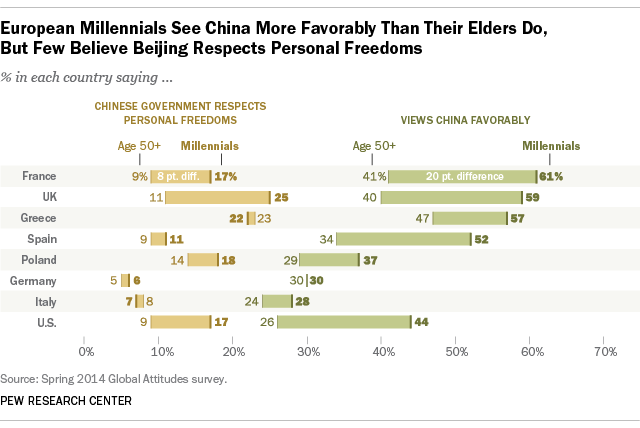 European Millennials See China More Favorably Than Their Elders Do,
But Few Believe Beijing Respects Personal Freedoms
% in each country saying ...
CHINESE GOVERNMENT RESPECTS
PERSONAL FREEDOMS
VIEWS CHINA FAVORABLY
Age 50+ Millennials Age 50+ Millennials
France 9% 8 pt. diff. 17% 41% 20 pt. difference 61%
UK 11 25 40 59
Greece 22 23 47 57
Spain 9 11 34 52
Poland 14 18 29 37
Germany 5 6 30 30
Italy 7 8 24 28
U.S. 9 17 26 44
0% 10% 20% 30% 40% 50% 60% 70%
Source: Spring 2014 Global Attitudes survey.
PEW RESEARCH CENTER